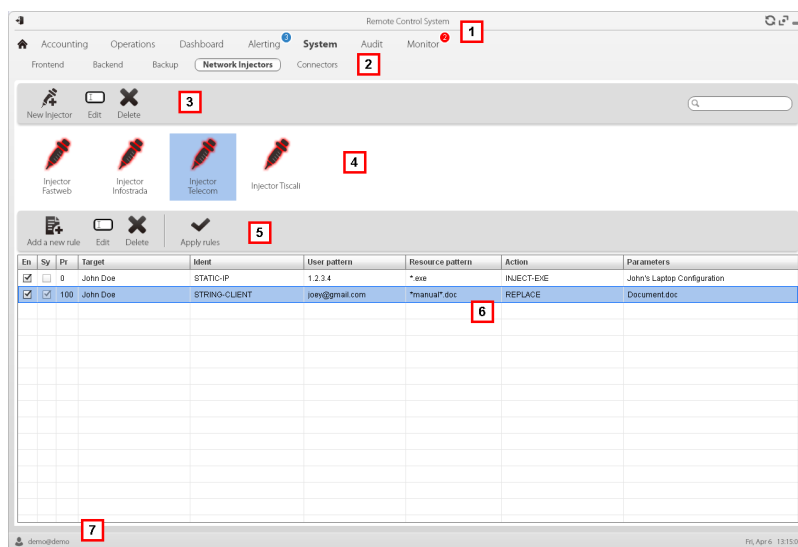 Remote Control System
1
Accounting Operations Dashboard Alerting 3 System Audit Monitor 2
Frontend Backend Backup Network Injectors Connectors 2
New Injector Edit Delete 3
Injector Fastweb
Injector Infostrada
Injector Telecom
Injector Tiscali
4
Add a new rule Edit Delete Apply rules 5
En Sy Pr Target Ident User pattern Resource pattern Action Parameters
0 John Doe STATIC-IP 1.2.3.4 *.exe INJECT-EXE John's Laptop Configuration
100 John Doe STRING-CLIENT joey@gmail.com *manual*.doc REPLACE Document.doc
6
7
demo@demo Fri, Apr 6